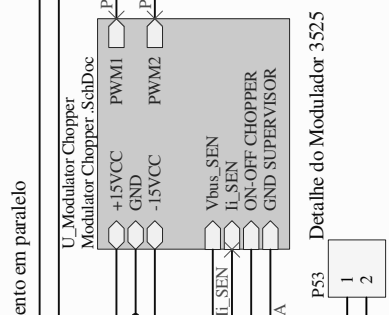 ento em paralelo
U_Modulator Chopper
Modulator Chopper .SchDoc
P
P
PWM1
PWM2
+15VCC
GND
-15VCC
Vbus_SEN
Ii_SEN
ON-OFF CHOPPER
GND SUPERVISOR
Ii_SEN
A
Detalhe do Modulador 3525
P53
1
2